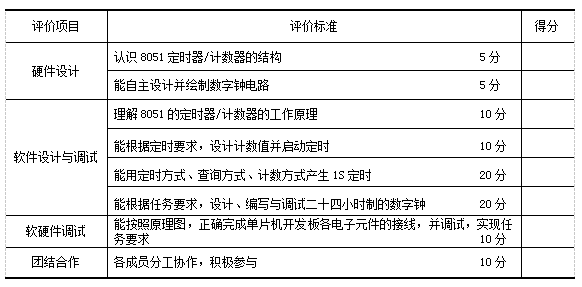 评价项目 评价标准 得分
硬件设计 认识 8051 定时器/计数器的结构 5 分
能自主设计并绘制数字钟电路 5 分
软件设计与调试 理解 8051 的定时器/计数器的工作原理 10 分
能根据定时要求，设计计数值并启动定时 10 分
能用定时方式、查询方式、计数方式产生 1S 定时 20 分
能根据任务要求，设计、编写与调试二十四小时制的数字钟 20 分
软硬件调试 能按照原理图，正确完成单片机开发板各电子元件的接线，并调试，实现任
务要求 10 分
团结合作 各成员分工协作，积极参与 10 分